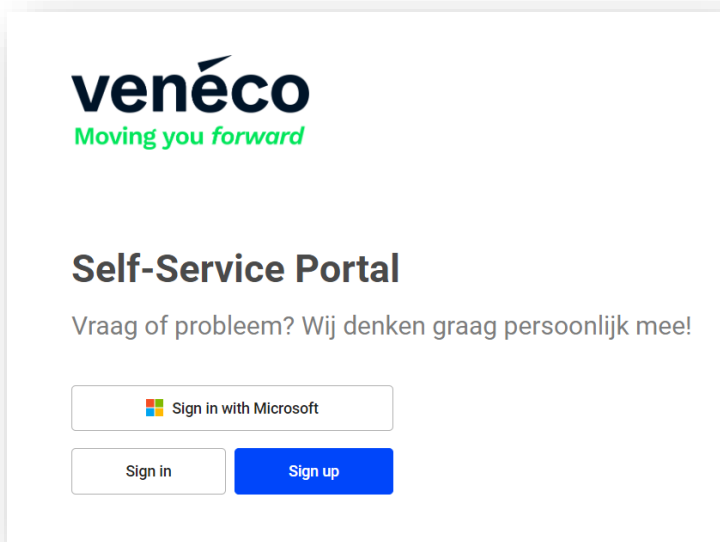 venéco
Moving you forward
Self-Service Portal
Vraag of probleem? Wij denken graag persoonlijk mee!
Sign in with Microsoft
Sign in
Sign up